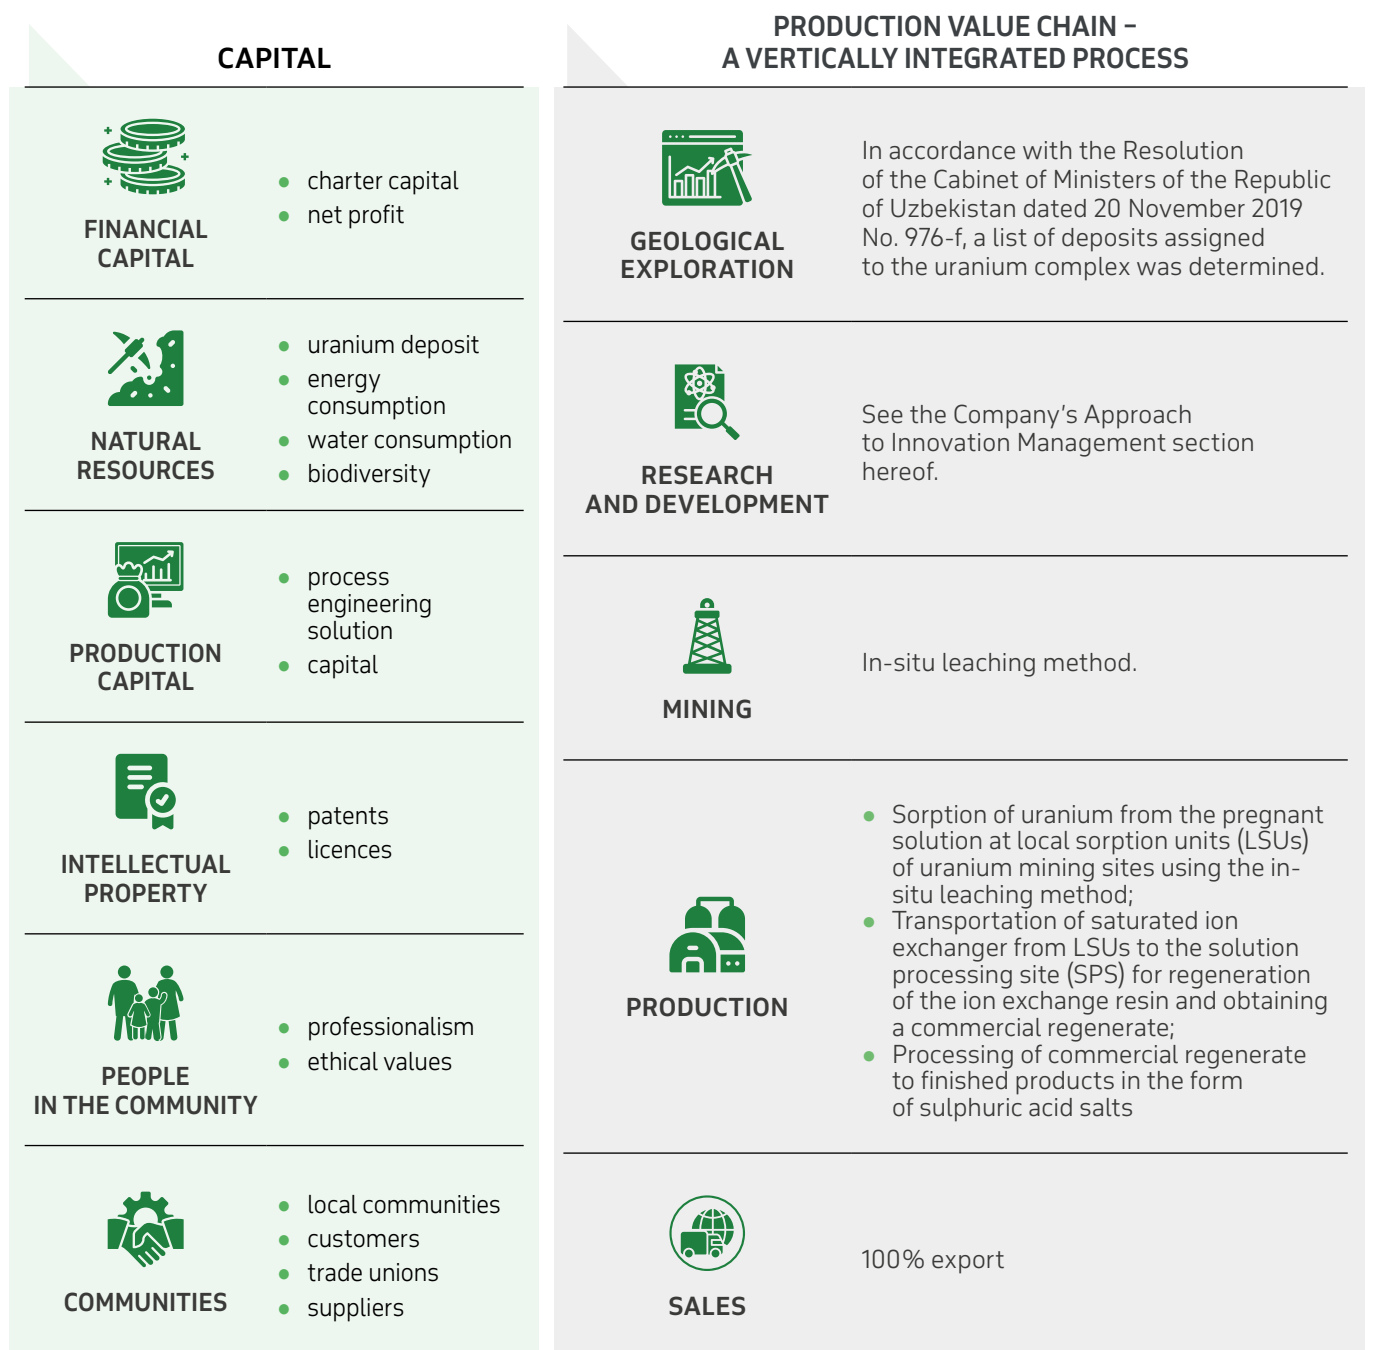 CAPITAL
FINANCIAL
CAPITAL
charter capital
net profit
NATURAL
RESOURCES
uranium deposit
energy
consumption
water consumption
biodiversity
PRODUCTION
CAPITAL
process
engineering
solution
capital
INTELLECTUAL
PROPERTY
patents
licences
PEOPLE
IN THE COMMUNITY
professionalism
ethical values
COMMUNITIES
local communities
customers
trade unions
suppliers
PRODUCTION VALUE CHAIN –
A VERTICALLY INTEGRATED PROCESS
GEOLOGICAL
EXPLORATION
In accordance with the Resolution
of the Cabinet of Ministers of the Republic
of Uzbekistan dated 20 November 2019
No. 976-f, a list of deposits assigned
to the uranium complex was determined.
RESEARCH
AND DEVELOPMENT
See the Company’s Approach
to Innovation Management section
hereof.
MINING
In-situ leaching method.
PRODUCTION
Sorption of uranium from the pregnant
solution at local sorption units (LSUs)
of uranium mining sites using the in-
situ leaching method;
Transportation of saturated ion
exchanger from LSUs to the solution
processing site (SPS) for regeneration
of the ion exchange resin and obtaining
a commercial regenerate;
Processing of commercial regenerate
to finished products in the form
of sulphuric acid salts
SALES
100% export